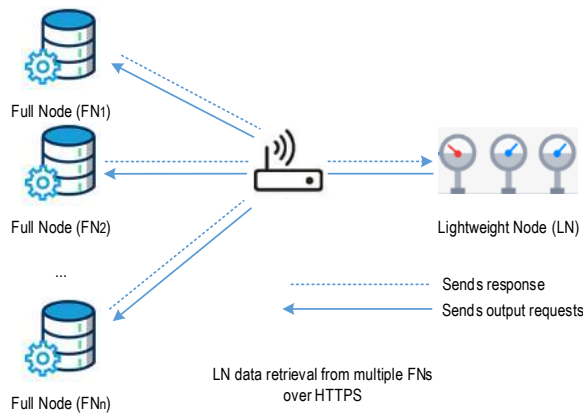 Full Node (FN1)
Full Node (FN2)
Lightweight Node (LN)
...
Sends response
Sends output requests
LN data retrieval from multiple FNs
over HTTPS
Full Node (FNn)